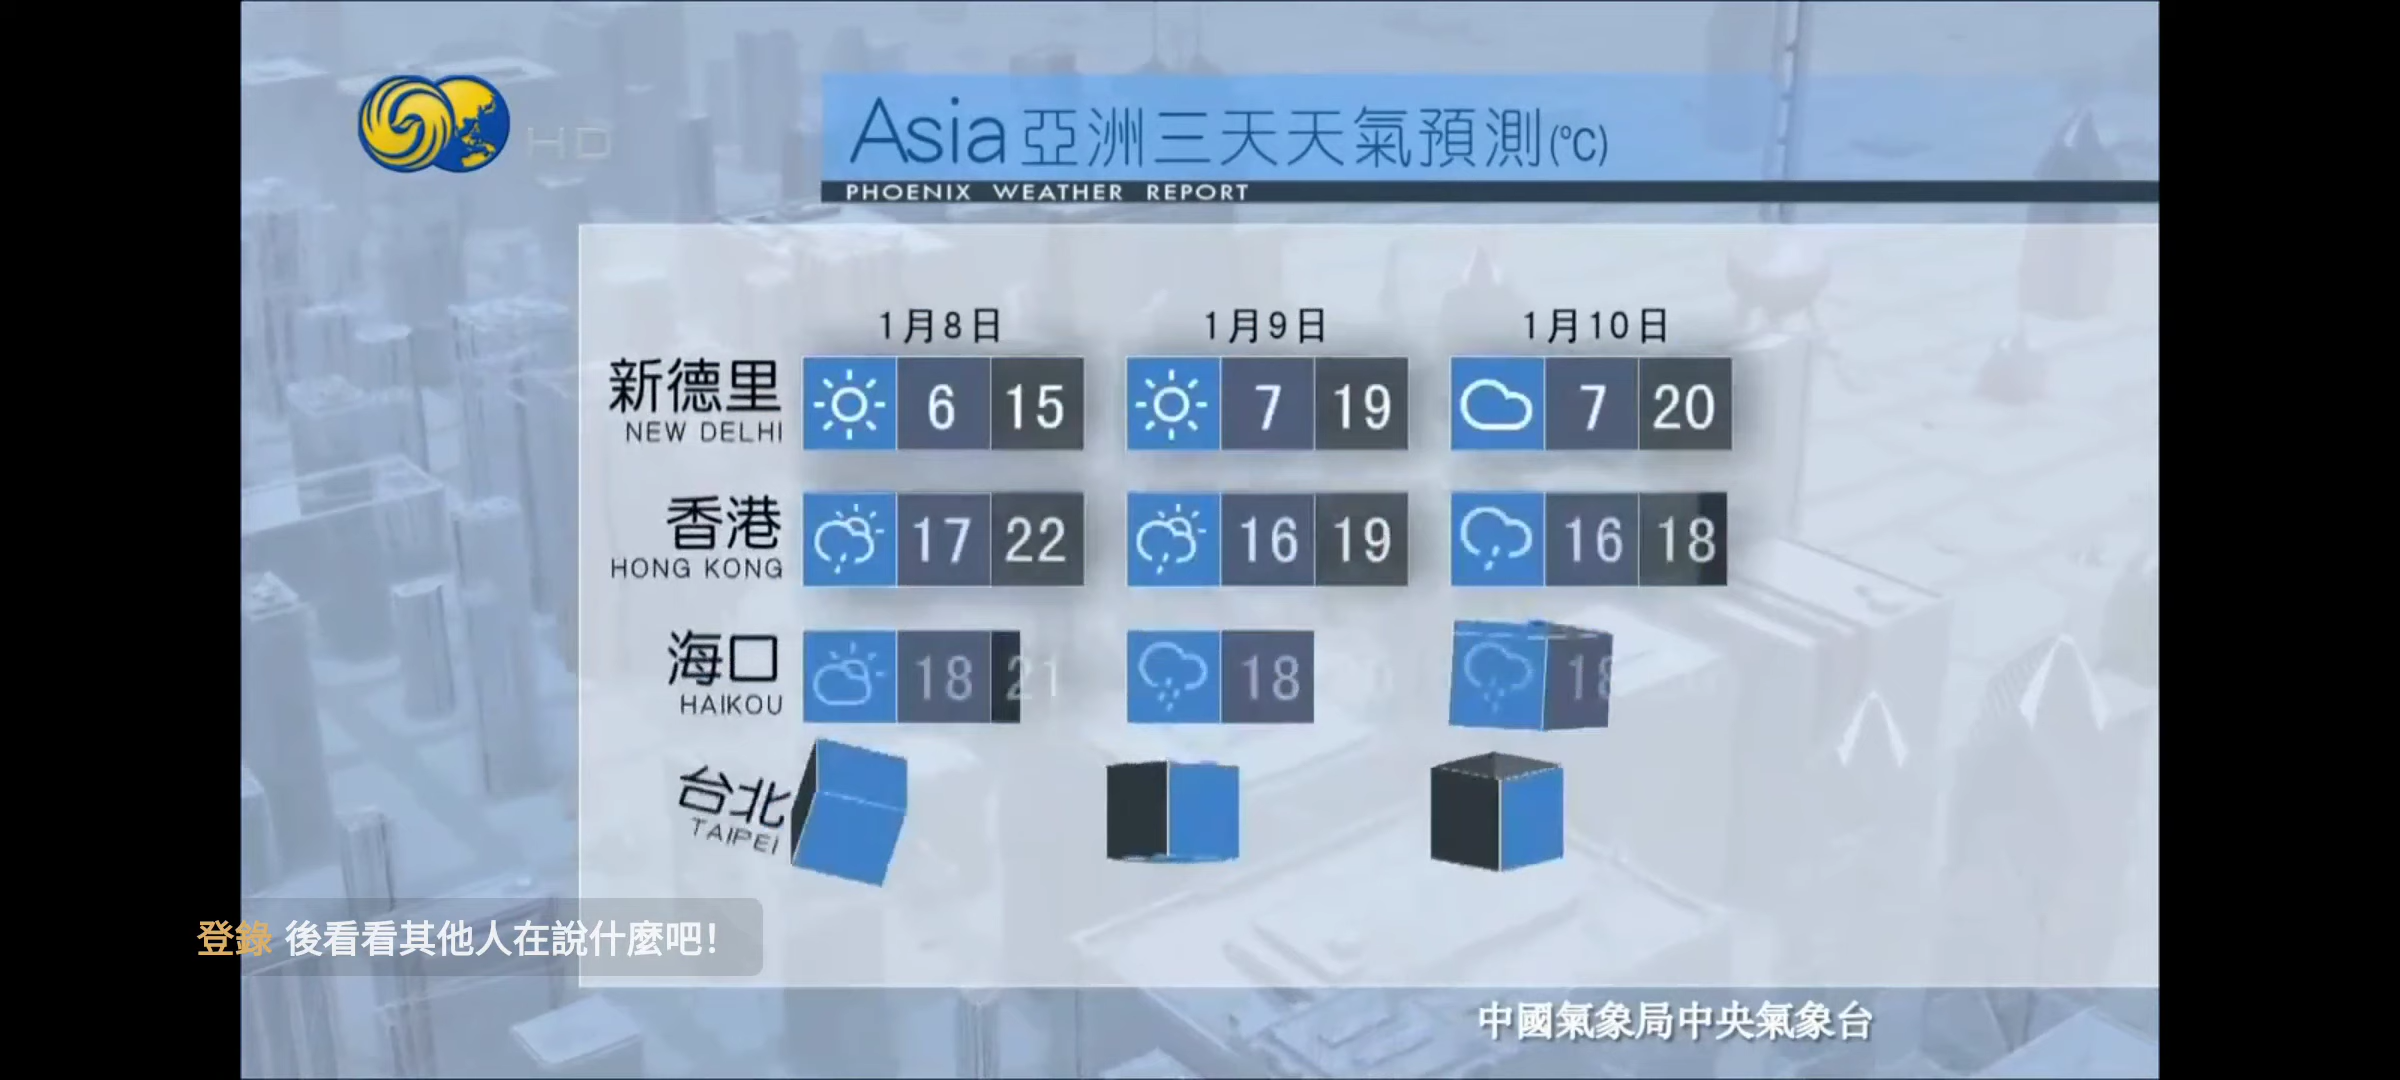 HD
Asia 亞洲三天天氣預測(°C)
PHOENIX WEATHER REPORT
1月8日 1月9日 1月10日
新德里 6 15 7 19 7 20
NEW DELHI
香港 17 22 16 19 16 18
HONG KONG
海口 18 21 18 18
HAIKOU
台北
TAIPEI
登錄 後看看其他人在說什麼吧!
中國氣象局中央氣象台